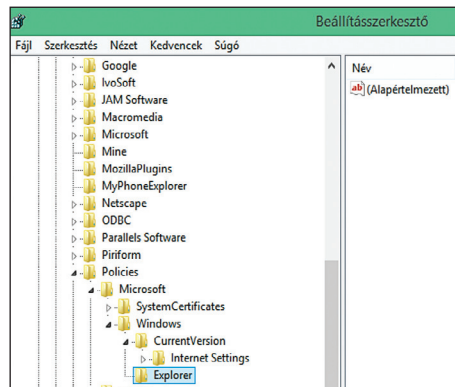 Beállításszerkesztő
Fájl Szerkesztés Nézet Kedvencek Súgó
Google
IvoSoft
JAM Software
Macromedia
Microsoft
Mine
MozillaPlugins
MyPhoneExplorer
Netscape
ODBC
Parallels Software
Piriform
Policies
Microsoft
SystemCertificates
Windows
CurrentVersion
Internet Settings
Explorer
Név
ab (Alapértelmezett)